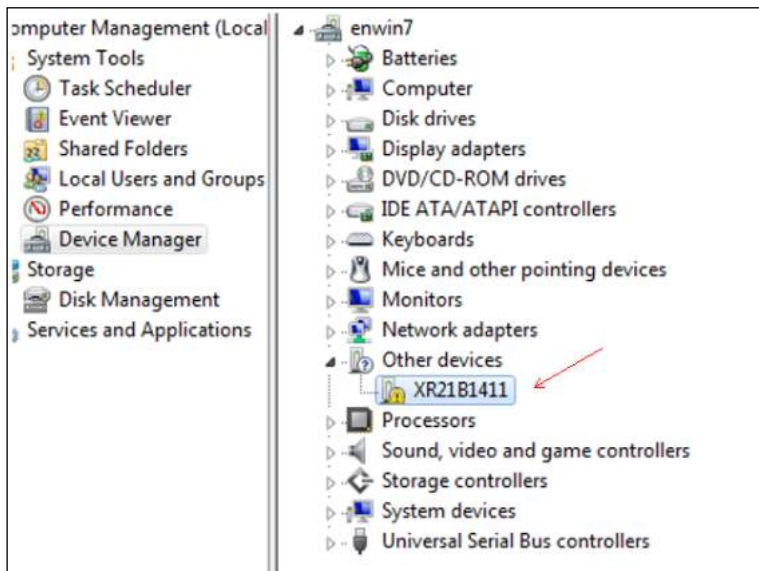 omputer Management (Local
System Tools
Task Scheduler
Event Viewer
Shared Folders
Local Users and Groups
Performance
Device Manager
Storage
Disk Management
Services and Applications
enwin7
Batteries
Computer
Disk drives
Display adapters
DVD/CD-ROM drives
IDE ATA/ATAPI controllers
Keyboards
Mice and other pointing devices
Monitors
Network adapters
Other devices
XR21B1411
Processors
Sound, video and game controllers
Storage controllers
System devices
Universal Serial Bus controllers